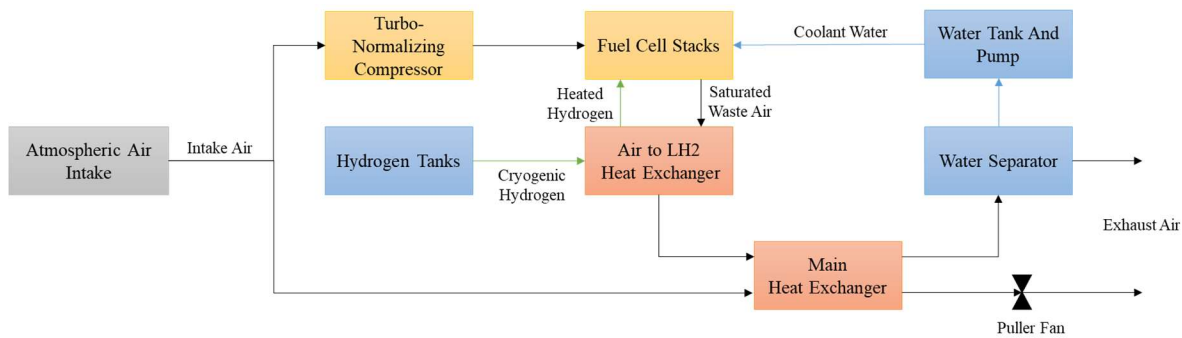 Turbo-
Normalizing
Compressor
Fuel Cell Stacks
Coolant Water
Water Tank And
Pump
Heated
Hydrogen
Saturated
Waste Air
Atmospheric Air
Intake
Intake Air
Hydrogen Tanks
Cryogenic
Hydrogen
Air to LH2
Heat Exchanger
Water Separator
Exhaust Air
Main
Heat Exchanger
Puller Fan